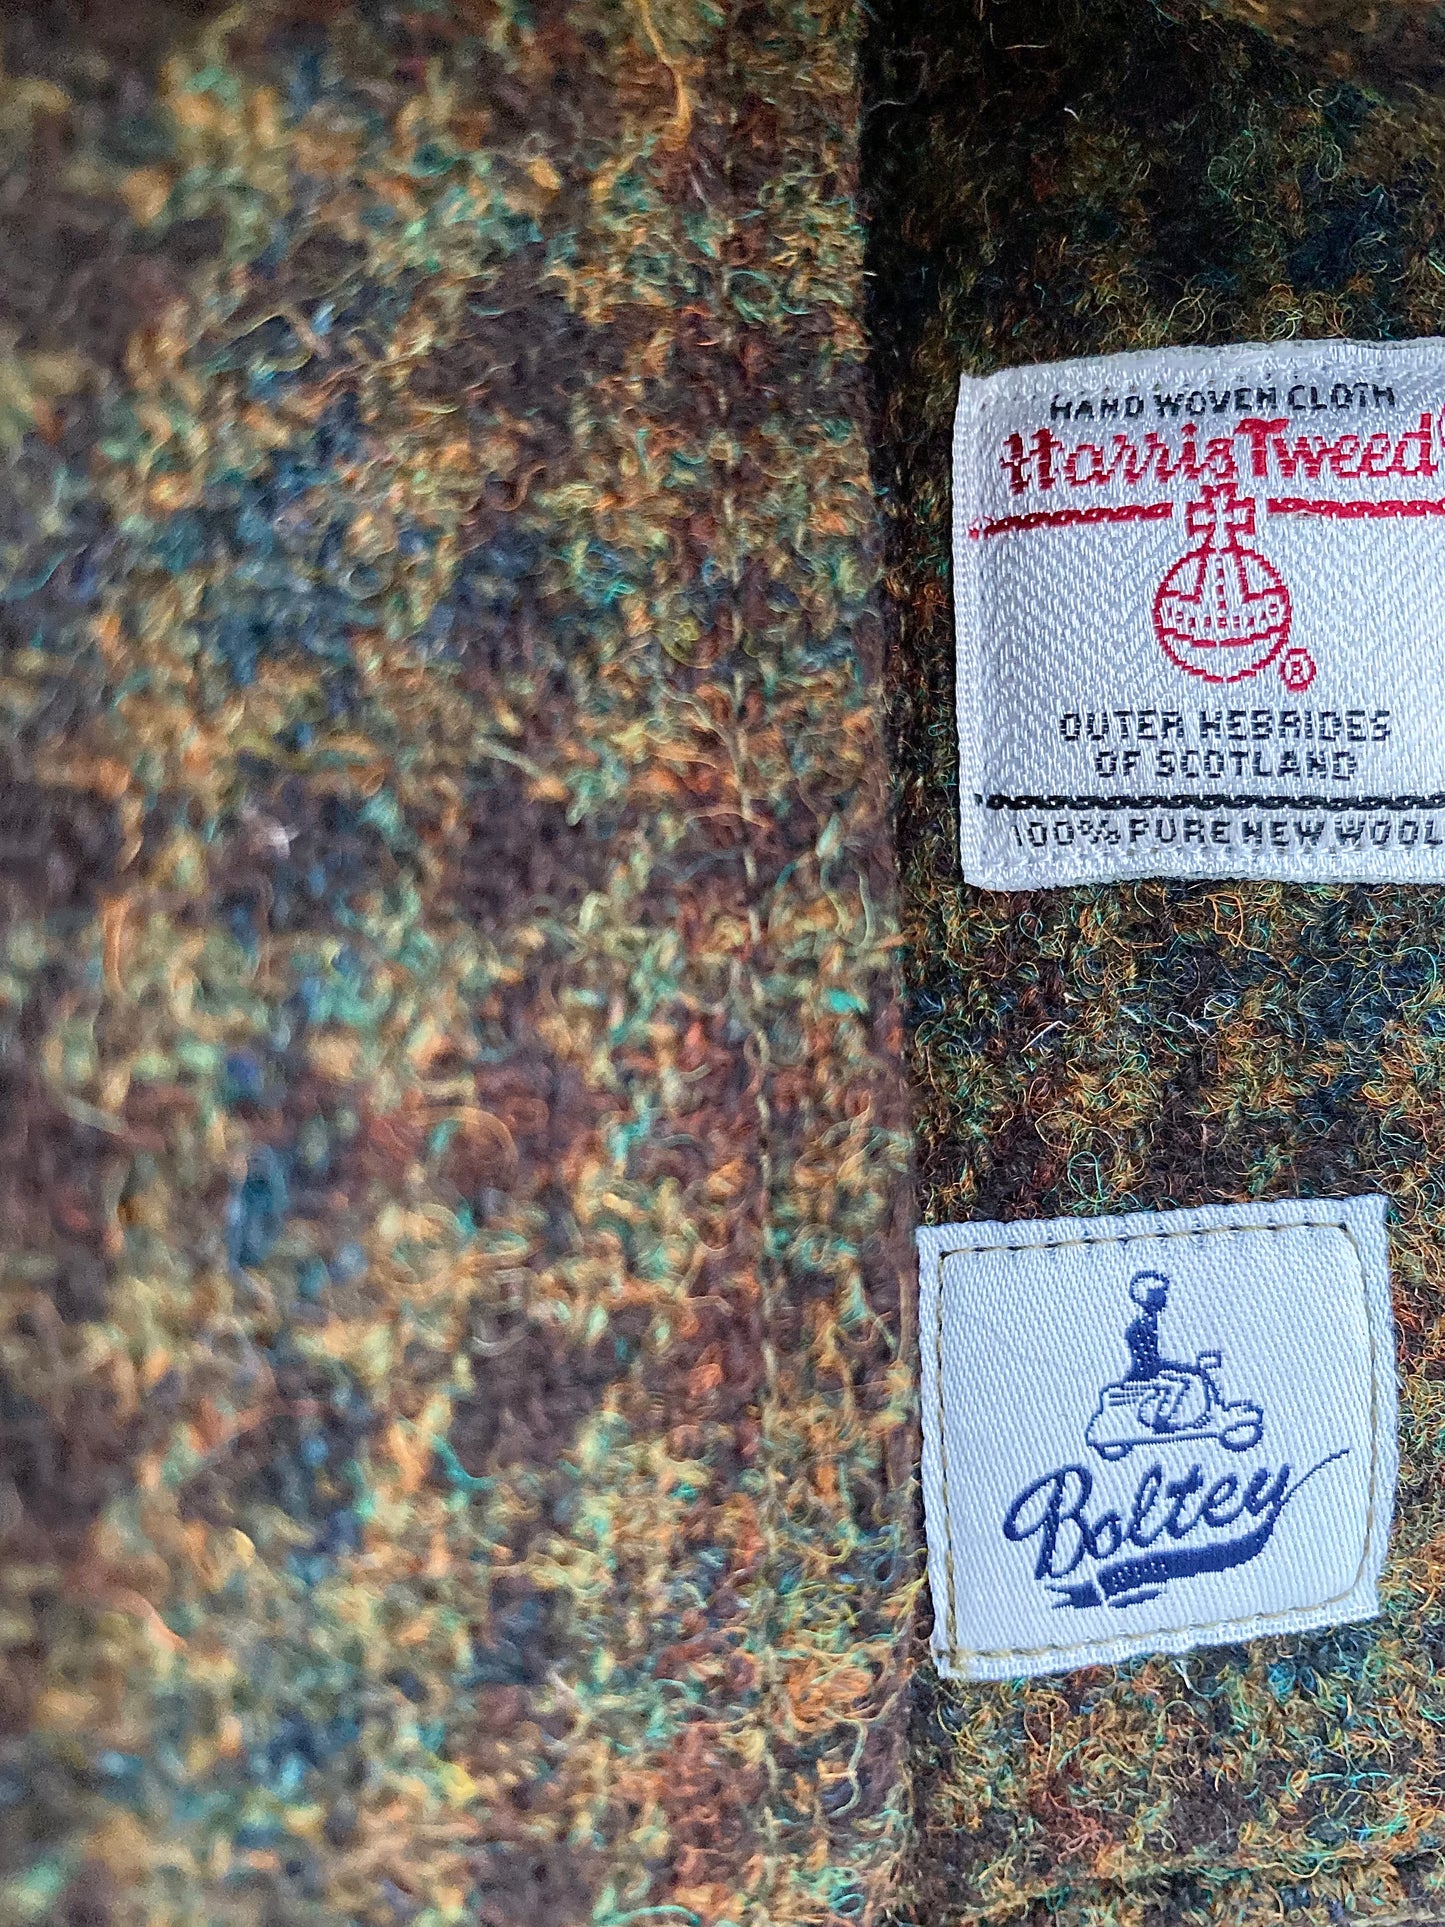 HAND WOVEN CLOTH
Harris Tweed
®
OUTER HEBRIDES
OF SCOTLAND
100% PURE NEW WOOL
Boltey